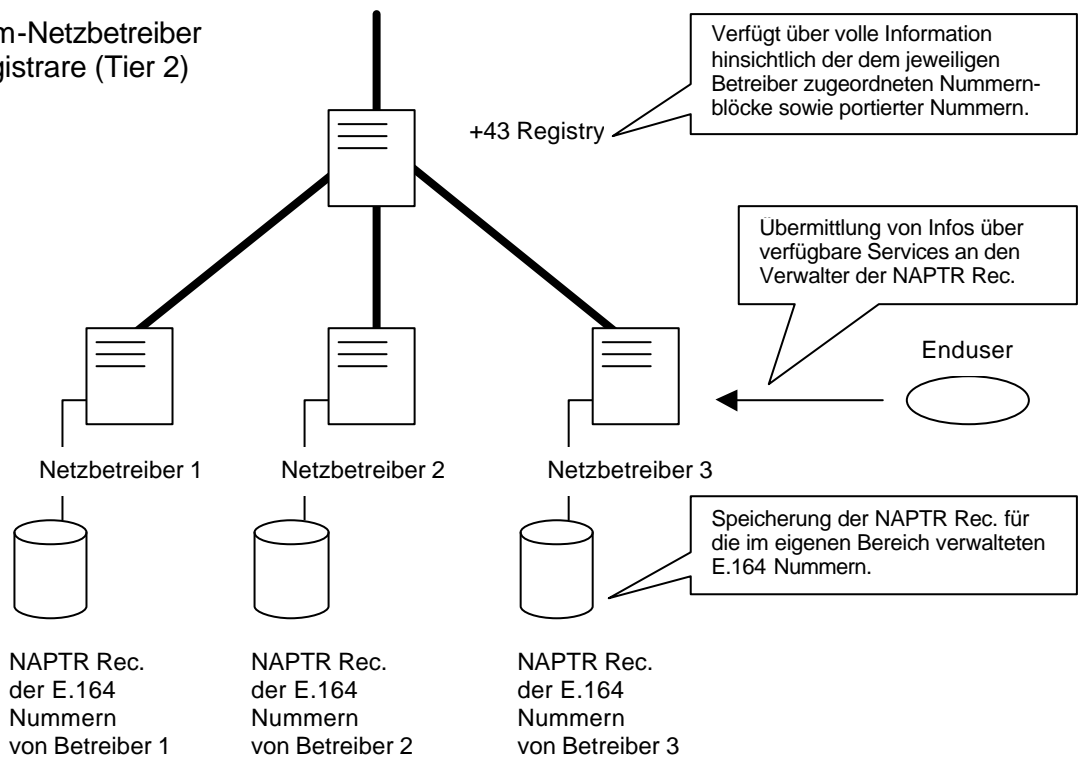 m-Netzbetreiber
gistrare (Tier 2)
Verfügt über volle Information
hinsichtlich der dem jeweiligen
Betreiber zugeordneten Nummern-
blöcke sowie portierter Nummern.
+43 Registry
Übermittlung von Infos über
verfügbare Services an den
Verwalter der NAPTR Rec.
Enduser
Netzbetreiber 1
Netzbetreiber 2
Netzbetreiber 3
Speicherung der NAPTR Rec. für
die im eigenen Bereich verwalteten
E.164 Nummern.
NAPTR Rec.
der E.164
Nummern
von Betreiber 1
NAPTR Rec.
der E.164
Nummern
von Betreiber 2
NAPTR Rec.
der E.164
Nummern
von Betreiber 3